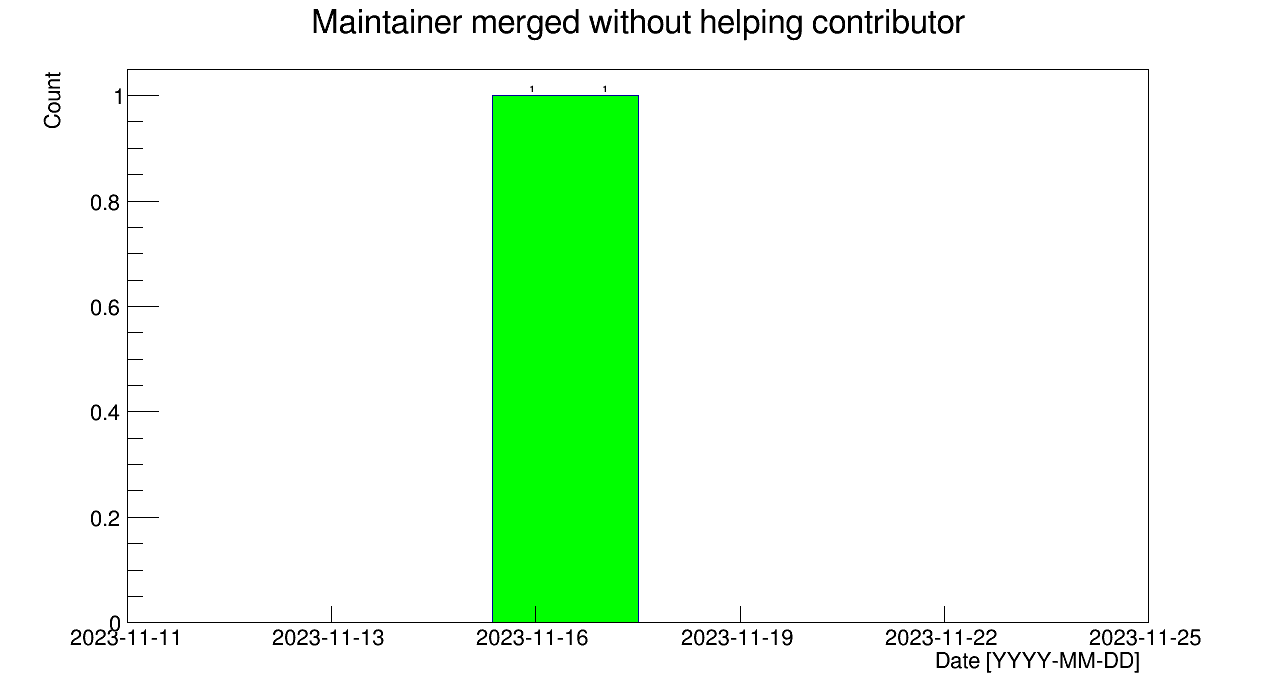 Maintainer merged without helping contributor
Count
1
1 1
0.8
0.6
0.4
0.2
0
2023-11-11 2023-11-13 2023-11-16 2023-11-19 2023-11-22 2023-11-25
Date [YYYY-MM-DD]